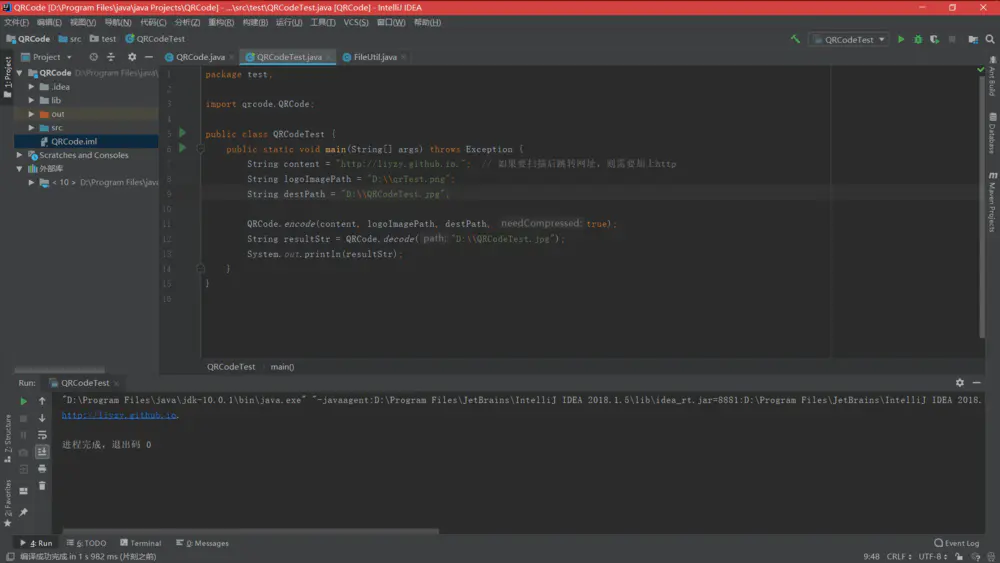 QRCode [D:\Program Files\java\java Projects\QRCode] - ...\src\test\QRCodeTest.java [QRCode] - IntelliJ IDEA
文件(F) 编辑(E) 视图(V) 导航(N) 代码(C) 分析(Z) 重构(R) 构建(B) 运行(U) 工具(T) VCS(S) 窗口(W) 帮助(H)
QRCode src test QRCodeTest QRCodeTest
Project QRCode.java QRCodeTest.java FileUtil.java
1: Project
QRCode D:\Program Files\java
.idea
lib
out
src
QRCode.iml
Scratches and Consoles
外部库
< 10 > D:\Program Files\java
1 package test;
2
3 import qrcode.QRCode;
4
5 public class QRCodeTest {
6 public static void main(String[] args) throws Exception {
7 String content = "http://liyzy.github.io."; // 如果要扫描后跳转网址，则需要加上http
8 String logoImagePath = "D:\\qrTest.png";
9 String destPath = "D:\\QRCodeTest.jpg";
10
11 QRCode.encode(content, logoImagePath, destPath, needCompressed: true);
12 String resultStr = QRCode.decode( path: "D:\\QRCodeTest.jpg");
13 System.out.println(resultStr);
14 }
15 }
16
QRCodeTest main()
Ant Build
Database
Maven Projects
Run: QRCodeTest
"D:\Program Files\java\jdk-10.0.1\bin\java.exe" "-javaagent:D:\Program Files\JetBrains\IntelliJ IDEA 2018.1.5\lib\idea_rt.jar=8881:D:\Program Files\JetBrains\IntelliJ IDEA 2018.
http://liyzy.github.io.
进程完成，退出码 0
Z: Structure
2: Favorites
4: Run 6: TODO Terminal 0: Messages Event Log
编译成功完成 in 1 s 982 ms (片刻之前) 9:48 CRLF UTF-8